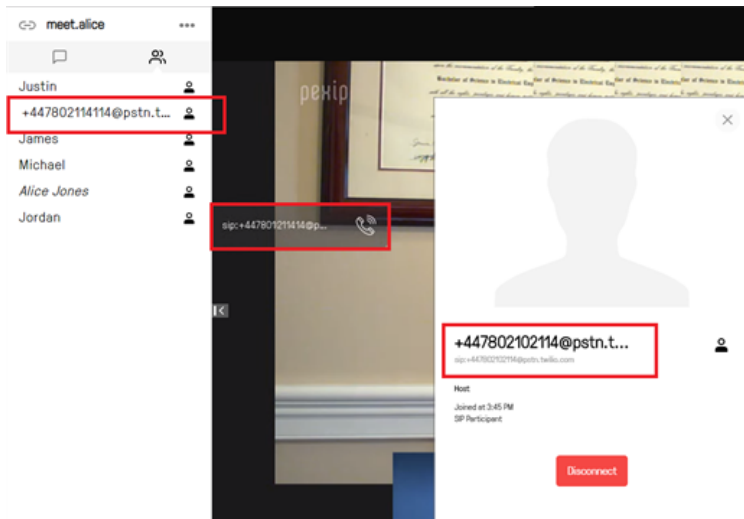 meet.alice
Justin
+447802114114@pstn.t...
James
Michael
Alice Jones
Jordan
pexip
sip:+447801211414@p...
+447802102114@pstn.t...
sip:+447802102114@pstn.twilio.com
Host
Joined at 3:45 PM
SIP Participant
Disconnect